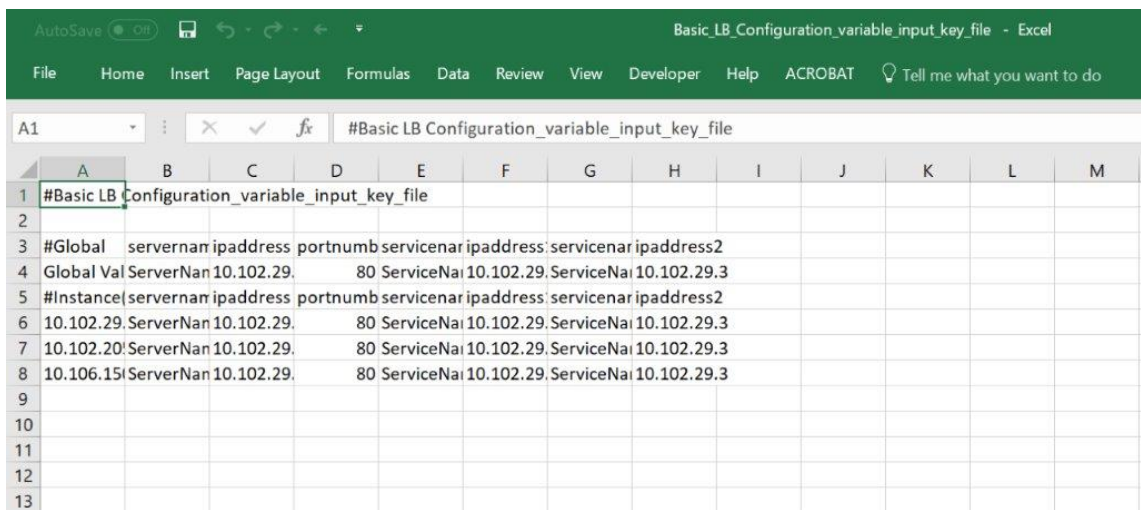 AutoSave Off Basic_LB_Configuration_variable_input_key_file - Excel
File Home Insert Page Layout Formulas Data Review View Developer Help ACROBAT Tell me what you want to do
A1 fx #Basic LB Configuration_variable_input_key_file
A B C D E F G H I J K L M
1 #Basic LB Configuration_variable_input_key_file
2
3 #Global servernam ipaddress portnumb servicenar ipaddress: servicenar ipaddress2
4 Global Val ServerNan 10.102.29. 80 ServiceNa 10.102.29. ServiceNa 10.102.29.3
5 #Instance( servernam ipaddress portnumb servicenar ipaddress: servicenar ipaddress2
6 10.102.29. ServerNan 10.102.29. 80 ServiceNa 10.102.29. ServiceNa 10.102.29.3
7 10.102.20 ServerNan 10.102.29. 80 ServiceNa 10.102.29. ServiceNa 10.102.29.3
8 10.106.15 ServerNan 10.102.29. 80 ServiceNa 10.102.29. ServiceNa 10.102.29.3
9
10
11
12
13